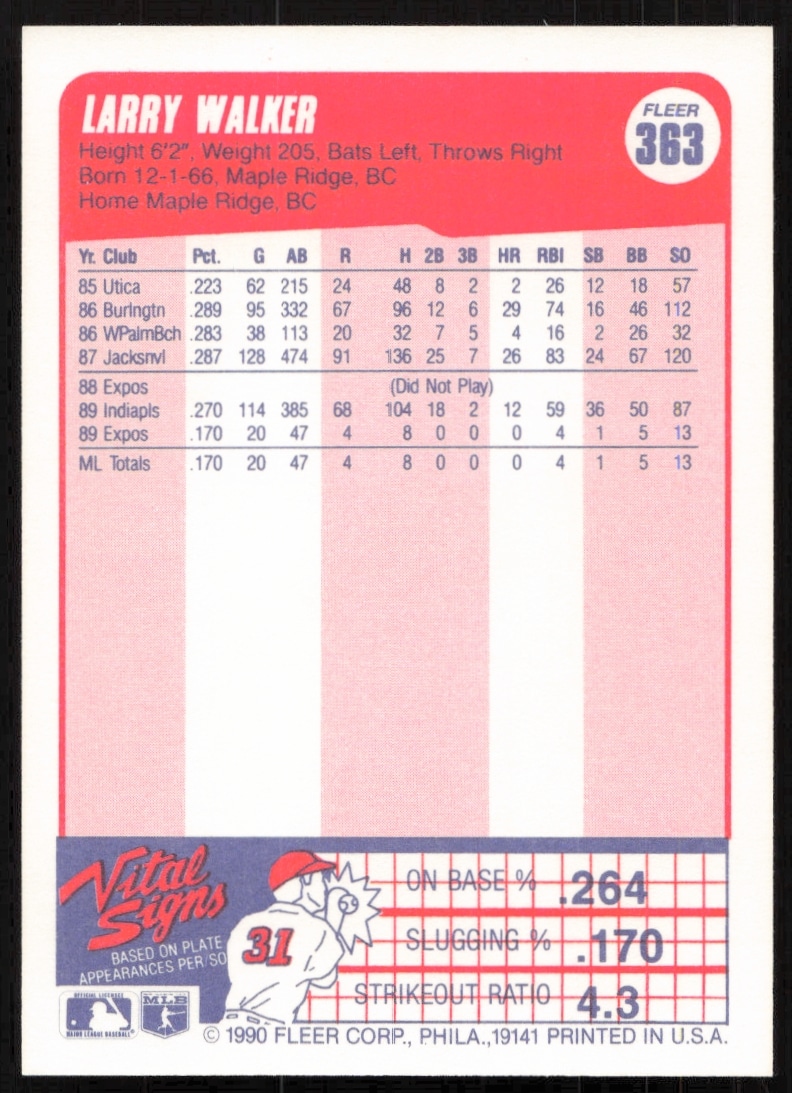 LARRY WALKER
FLEER
363
Height 6'2", Weight 205, Bats Left, Throws Right
Born 12-1-66, Maple Ridge, BC
Home Maple Ridge, BC
Yr. Club Pct. G AB R H 2B 3B HR RBI SB BB SO
85 Utica .223 62 215 24 48 8 2 2 26 12 18 57
86 Burlngtn .289 95 332 67 96 12 6 29 74 16 46 112
86 WPalmBch .283 38 113 20 32 7 5 4 16 2 26 32
87 Jacksnvl .287 128 474 91 136 25 7 26 83 24 67 120
88 Expos (Did Not Play)
89 Indiapls .270 114 385 68 104 18 2 12 59 36 50 87
89 Expos .170 20 47 4 8 0 0 0 4 1 5 13
ML Totals .170 20 47 4 8 0 0 0 4 1 5 13
Vital
Signs
BASED ON PLATE
APPEARANCES PER/SO
31
ON BASE % .264
SLUGGING % .170
STRIKEOUT RATIO 4.3
OFFICIAL LICENSEE
MAJOR LEAGUE BASEBALL
MLB
© 1990 FLEER CORP., PHILA.,19141 PRINTED IN U.S.A.